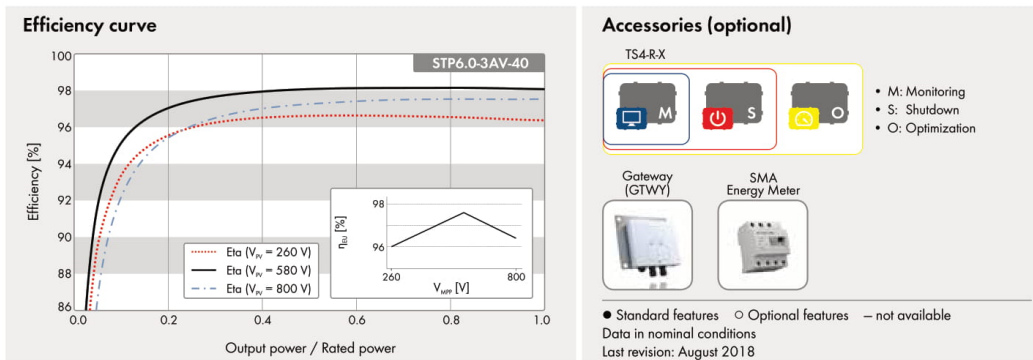 Efficiency curve
STP6.0-3AV-40
Efficiency [%]
100
98
96
94
92
90
88
86
0.0
0.2
0.4
0.6
0.8
1.0
Output power / Rated power
Eta (VPV = 260 V)
Eta (VPV = 580 V)
Eta (VPV = 800 V)
ηEU [%]
98
96
260
800
VMPP [V]
Accessories (optional)
TS4-R-X
M
S
O
• M: Monitoring
• S: Shutdown
• O: Optimization
Gateway
(GTWY)
SMA
Energy Meter
● Standard features ○ Optional features — not available
Data in nominal conditions
Last revision: August 2018